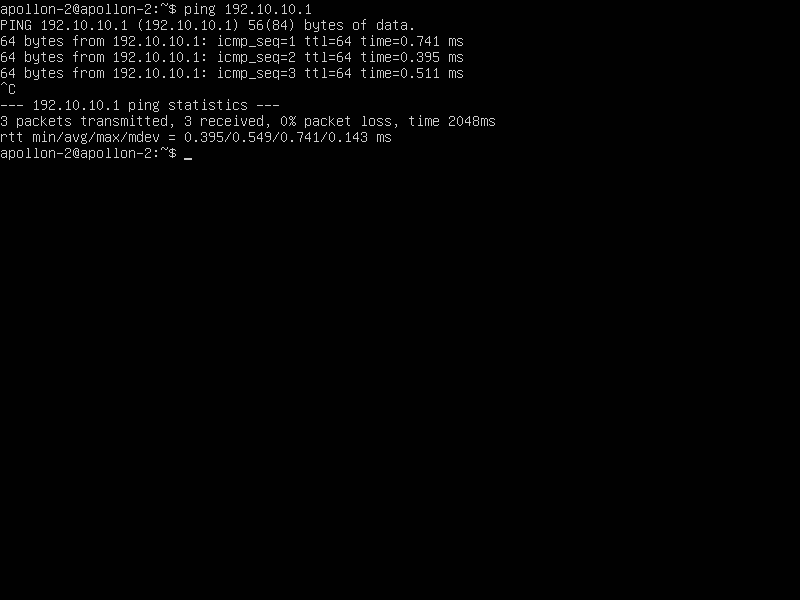 apollon-2@apollon-2:~$ ping 192.10.10.1
PING 192.10.10.1 (192.10.10.1) 56(84) bytes of data.
64 bytes from 192.10.10.1: icmp_seq=1 ttl=64 time=0.741 ms
64 bytes from 192.10.10.1: icmp_seq=2 ttl=64 time=0.395 ms
64 bytes from 192.10.10.1: icmp_seq=3 ttl=64 time=0.511 ms
^C
--- 192.10.10.1 ping statistics ---
3 packets transmitted, 3 received, 0% packet loss, time 2048ms
rtt min/avg/max/mdev = 0.395/0.549/0.741/0.143 ms
apollon-2@apollon-2:~$ _